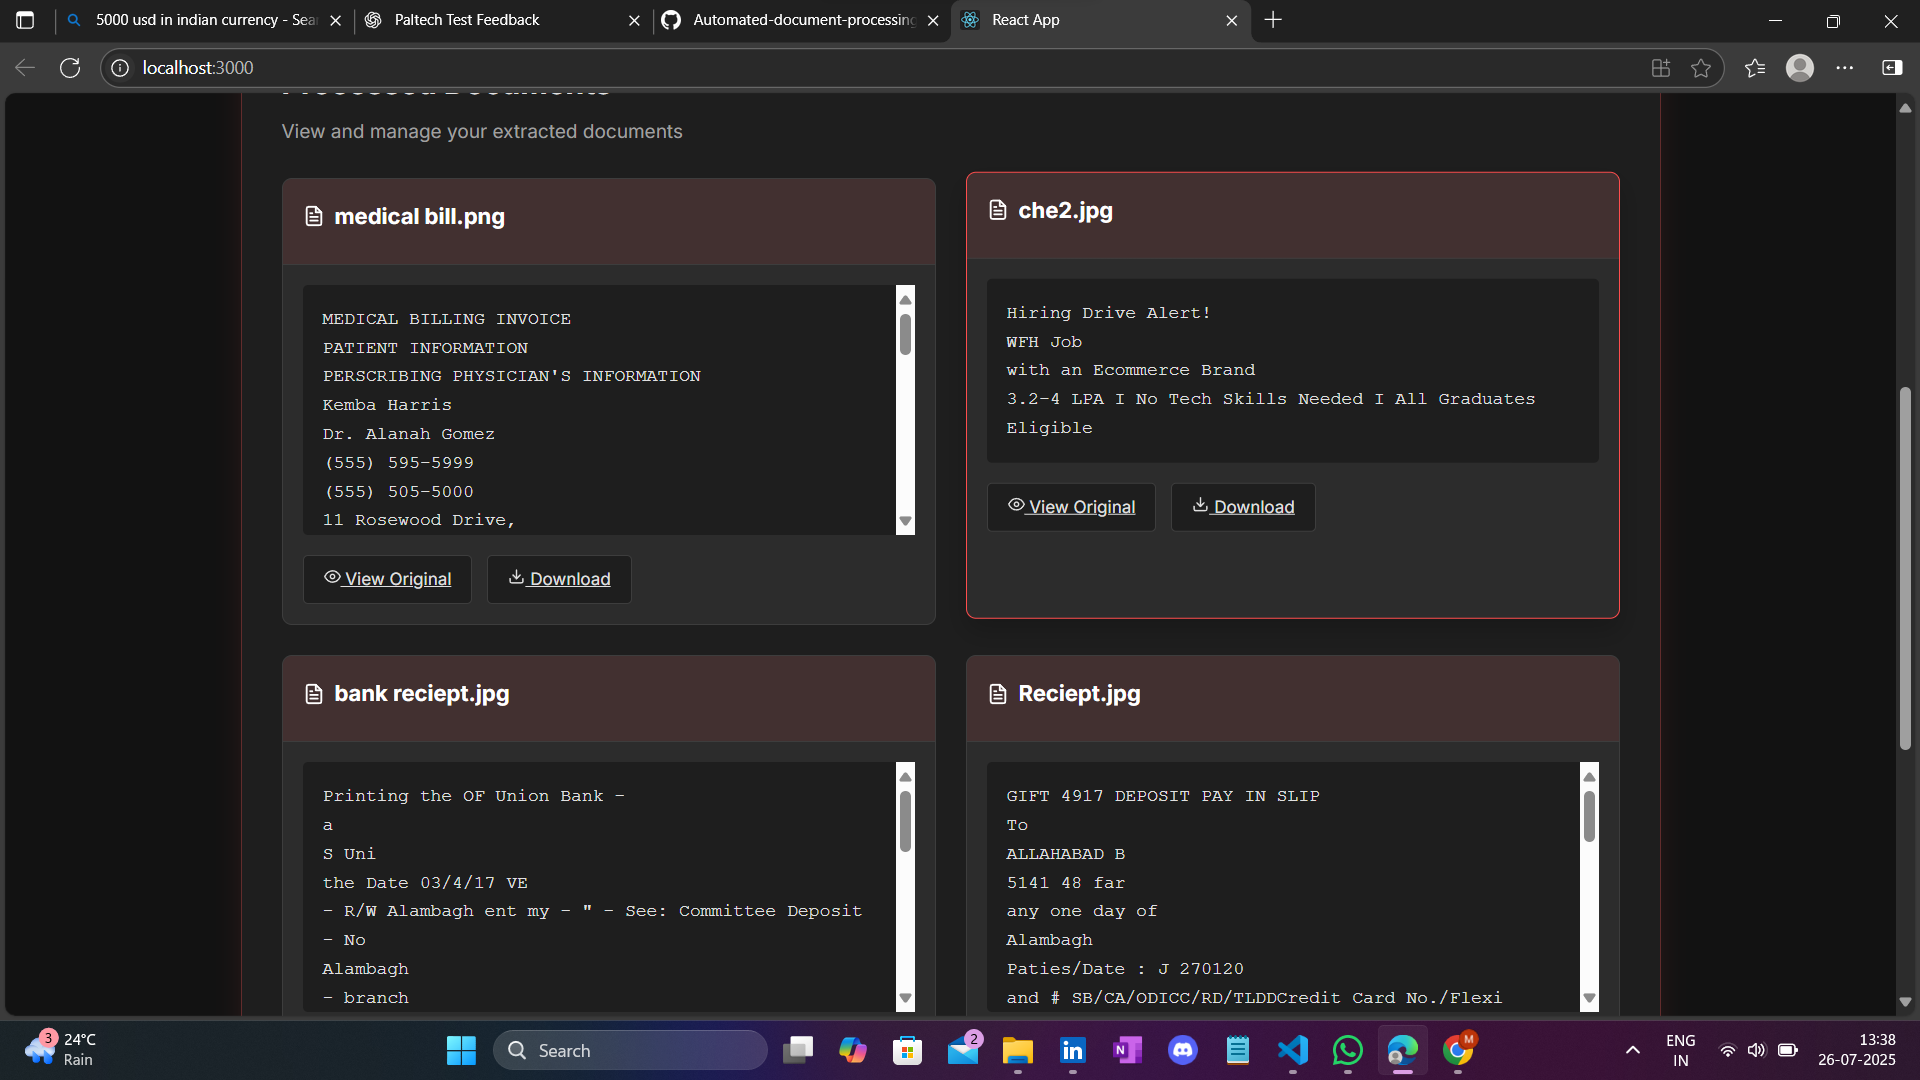 5000 usd in indian currency - Sea
Paltech Test Feedback
Automated-document-processing
React App
localhost:3000
Processed Documents
View and manage your extracted documents
medical bill.png
MEDICAL BILLING INVOICE
PATIENT INFORMATION
PERSCRIBING PHYSICIAN'S INFORMATION
Kemba Harris
Dr. Alanah Gomez
(555) 595-5999
(555) 505-5000
11 Rosewood Drive,
View Original
Download
che2.jpg
Hiring Drive Alert!
WFH Job
with an Ecommerce Brand
3.2-4 LPA I No Tech Skills Needed I All Graduates
Eligible
View Original
Download
bank reciept.jpg
Printing the OF Union Bank -
a
S Uni
the Date 03/4/17 VE
- R/W Alambagh ent my - " - See: Committee Deposit
- No
Alambagh
- branch
Reciept.jpg
GIFT 4917 DEPOSIT PAY IN SLIP
To
ALLAHABAD B
5141 48 far
any one day of
Alambagh
Paties/Date : J 270120
and # SB/CA/ODICC/RD/TLDDCredit Card No./Flexi
3
24°C
Rain
Search
2
M
ENG
IN
13:38
26-07-2025